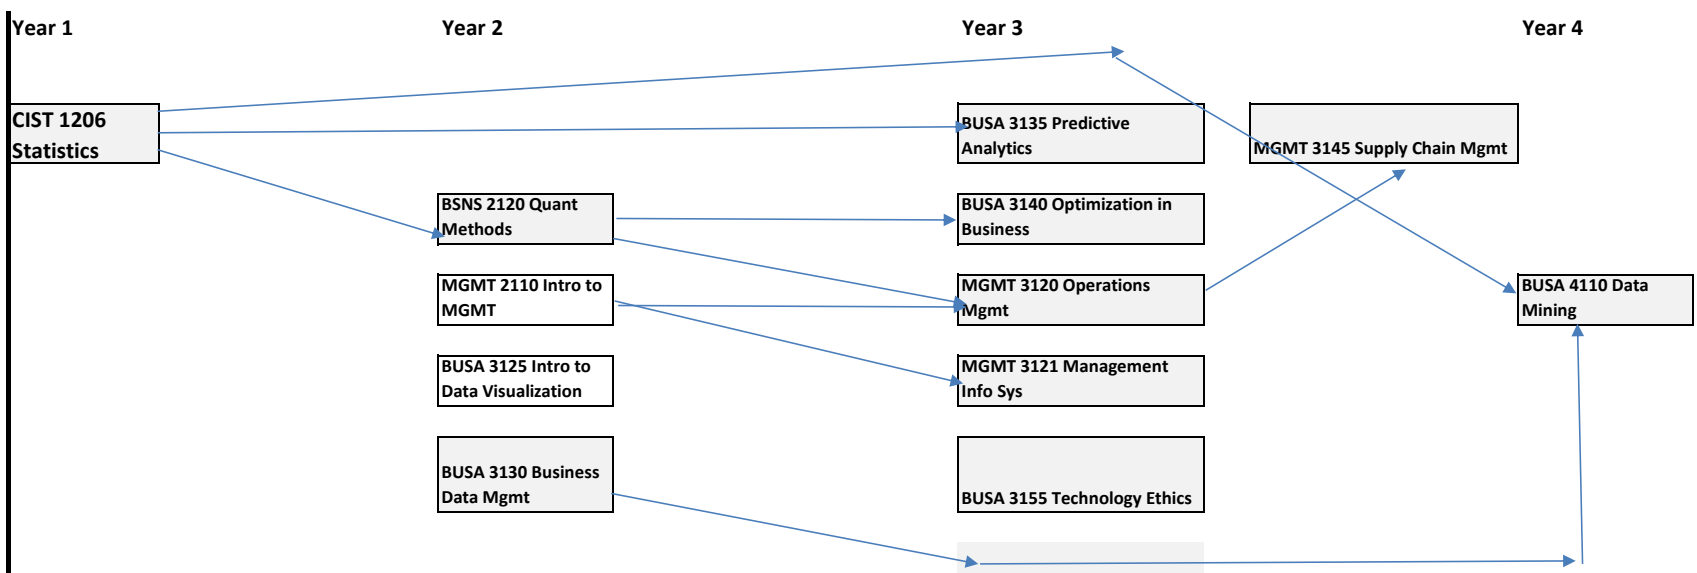 Year 1
Year 2
Year 3
Year 4
CIST 1206
Statistics
BUSA 3135 Predictive
Analytics
MGMT 3145 Supply Chain Mgmt
BSNS 2120 Quant
Methods
BUSA 3140 Optimization in
Business
MGMT 2110 Intro to
MGMT
MGMT 3120 Operations
Mgmt
BUSA 4110 Data
Mining
BUSA 3125 Intro to
Data Visualization
MGMT 3121 Management
Info Sys
BUSA 3130 Business
Data Mgmt
BUSA 3155 Technology Ethics